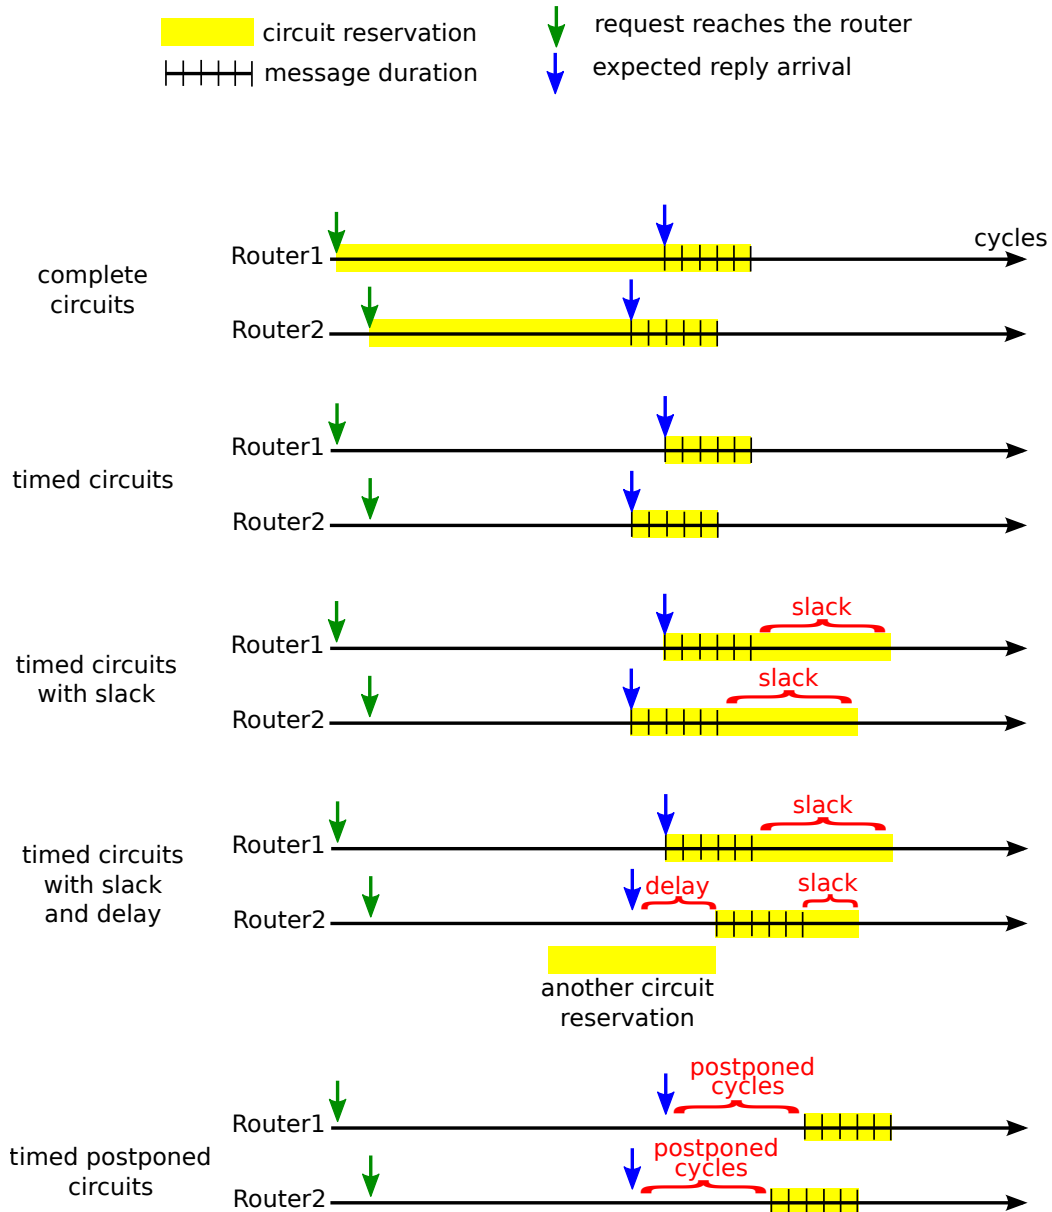 circuit reservation
request reaches the router
message duration
expected reply arrival
cycles
complete
circuits
Router1
Router2
timed circuits
Router1
Router2
timed circuits
with slack
Router1
slack
Router2
slack
timed circuits
with slack
and delay
Router1
slack
Router2
delay
slack
another circuit
reservation
timed postponed
circuits
Router1
postponed
cycles
Router2
postponed
cycles